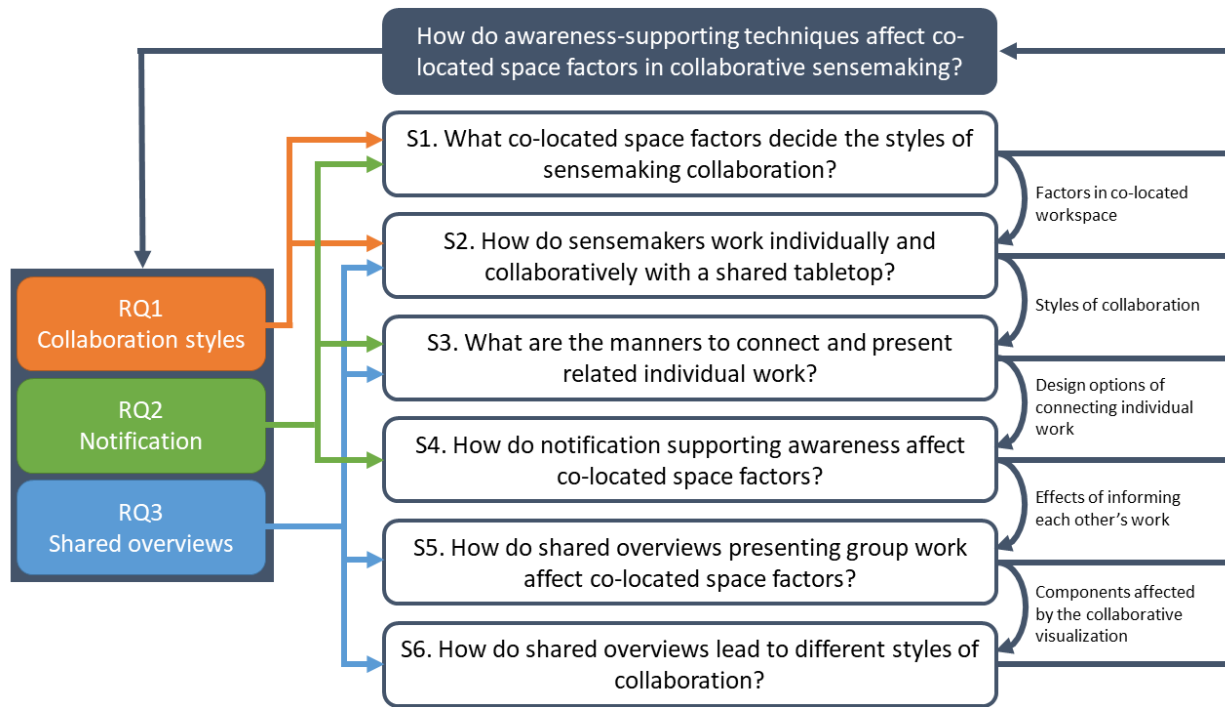 How do awareness-supporting techniques affect co-
located space factors in collaborative sensemaking?
S1. What co-located space factors decide the styles of
sensemaking collaboration?
Factors in co-located
workspace
S2. How do sensemakers work individually and
collaboratively with a shared tabletop?
RQ1
Collaboration styles
Styles of collaboration
S3. What are the manners to connect and present
related individual work?
RQ2
Notification
Design options of
connecting individual
work
S4. How do notification supporting awareness affect
co-located space factors?
RQ3
Shared overviews
Effects of informing
each other's work
S5. How do shared overviews presenting group work
affect co-located space factors?
Components affected
by the collaborative
visualization
S6. How do shared overviews lead to different styles of
collaboration?